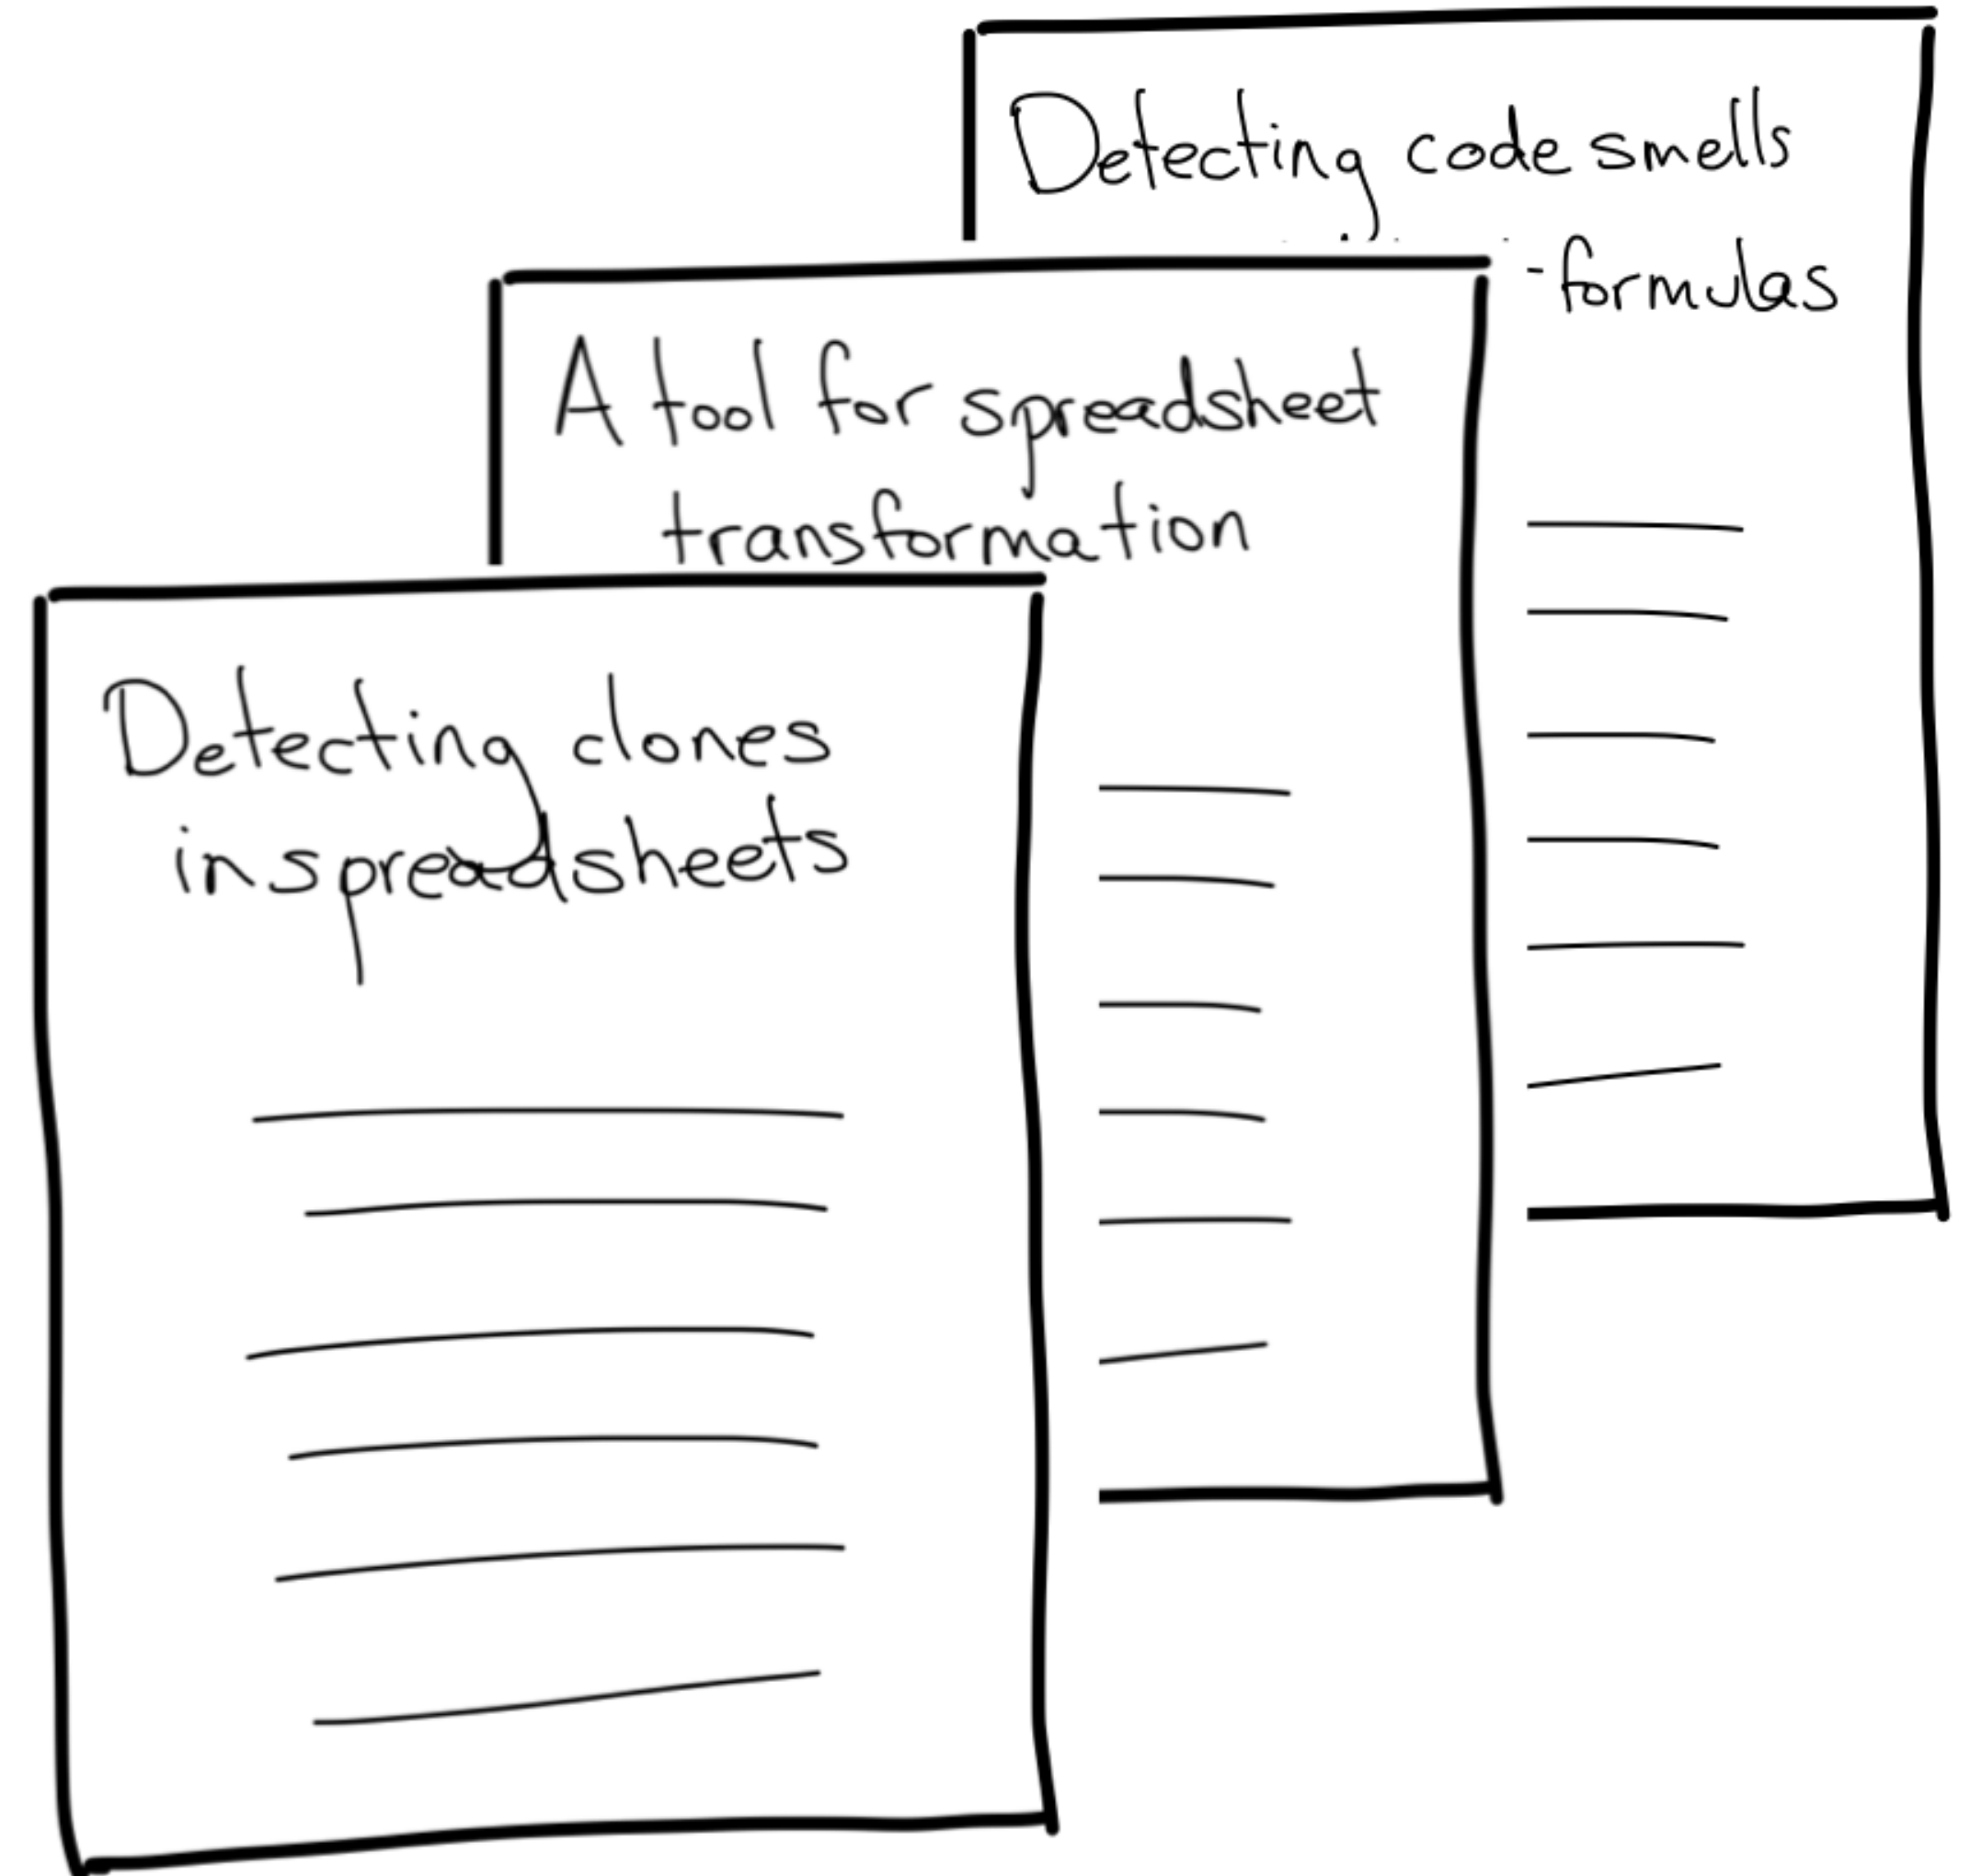 Detecting code smells
formulas
A tool for spreadsheet
transformation
Detecting clones
in spreadsheets